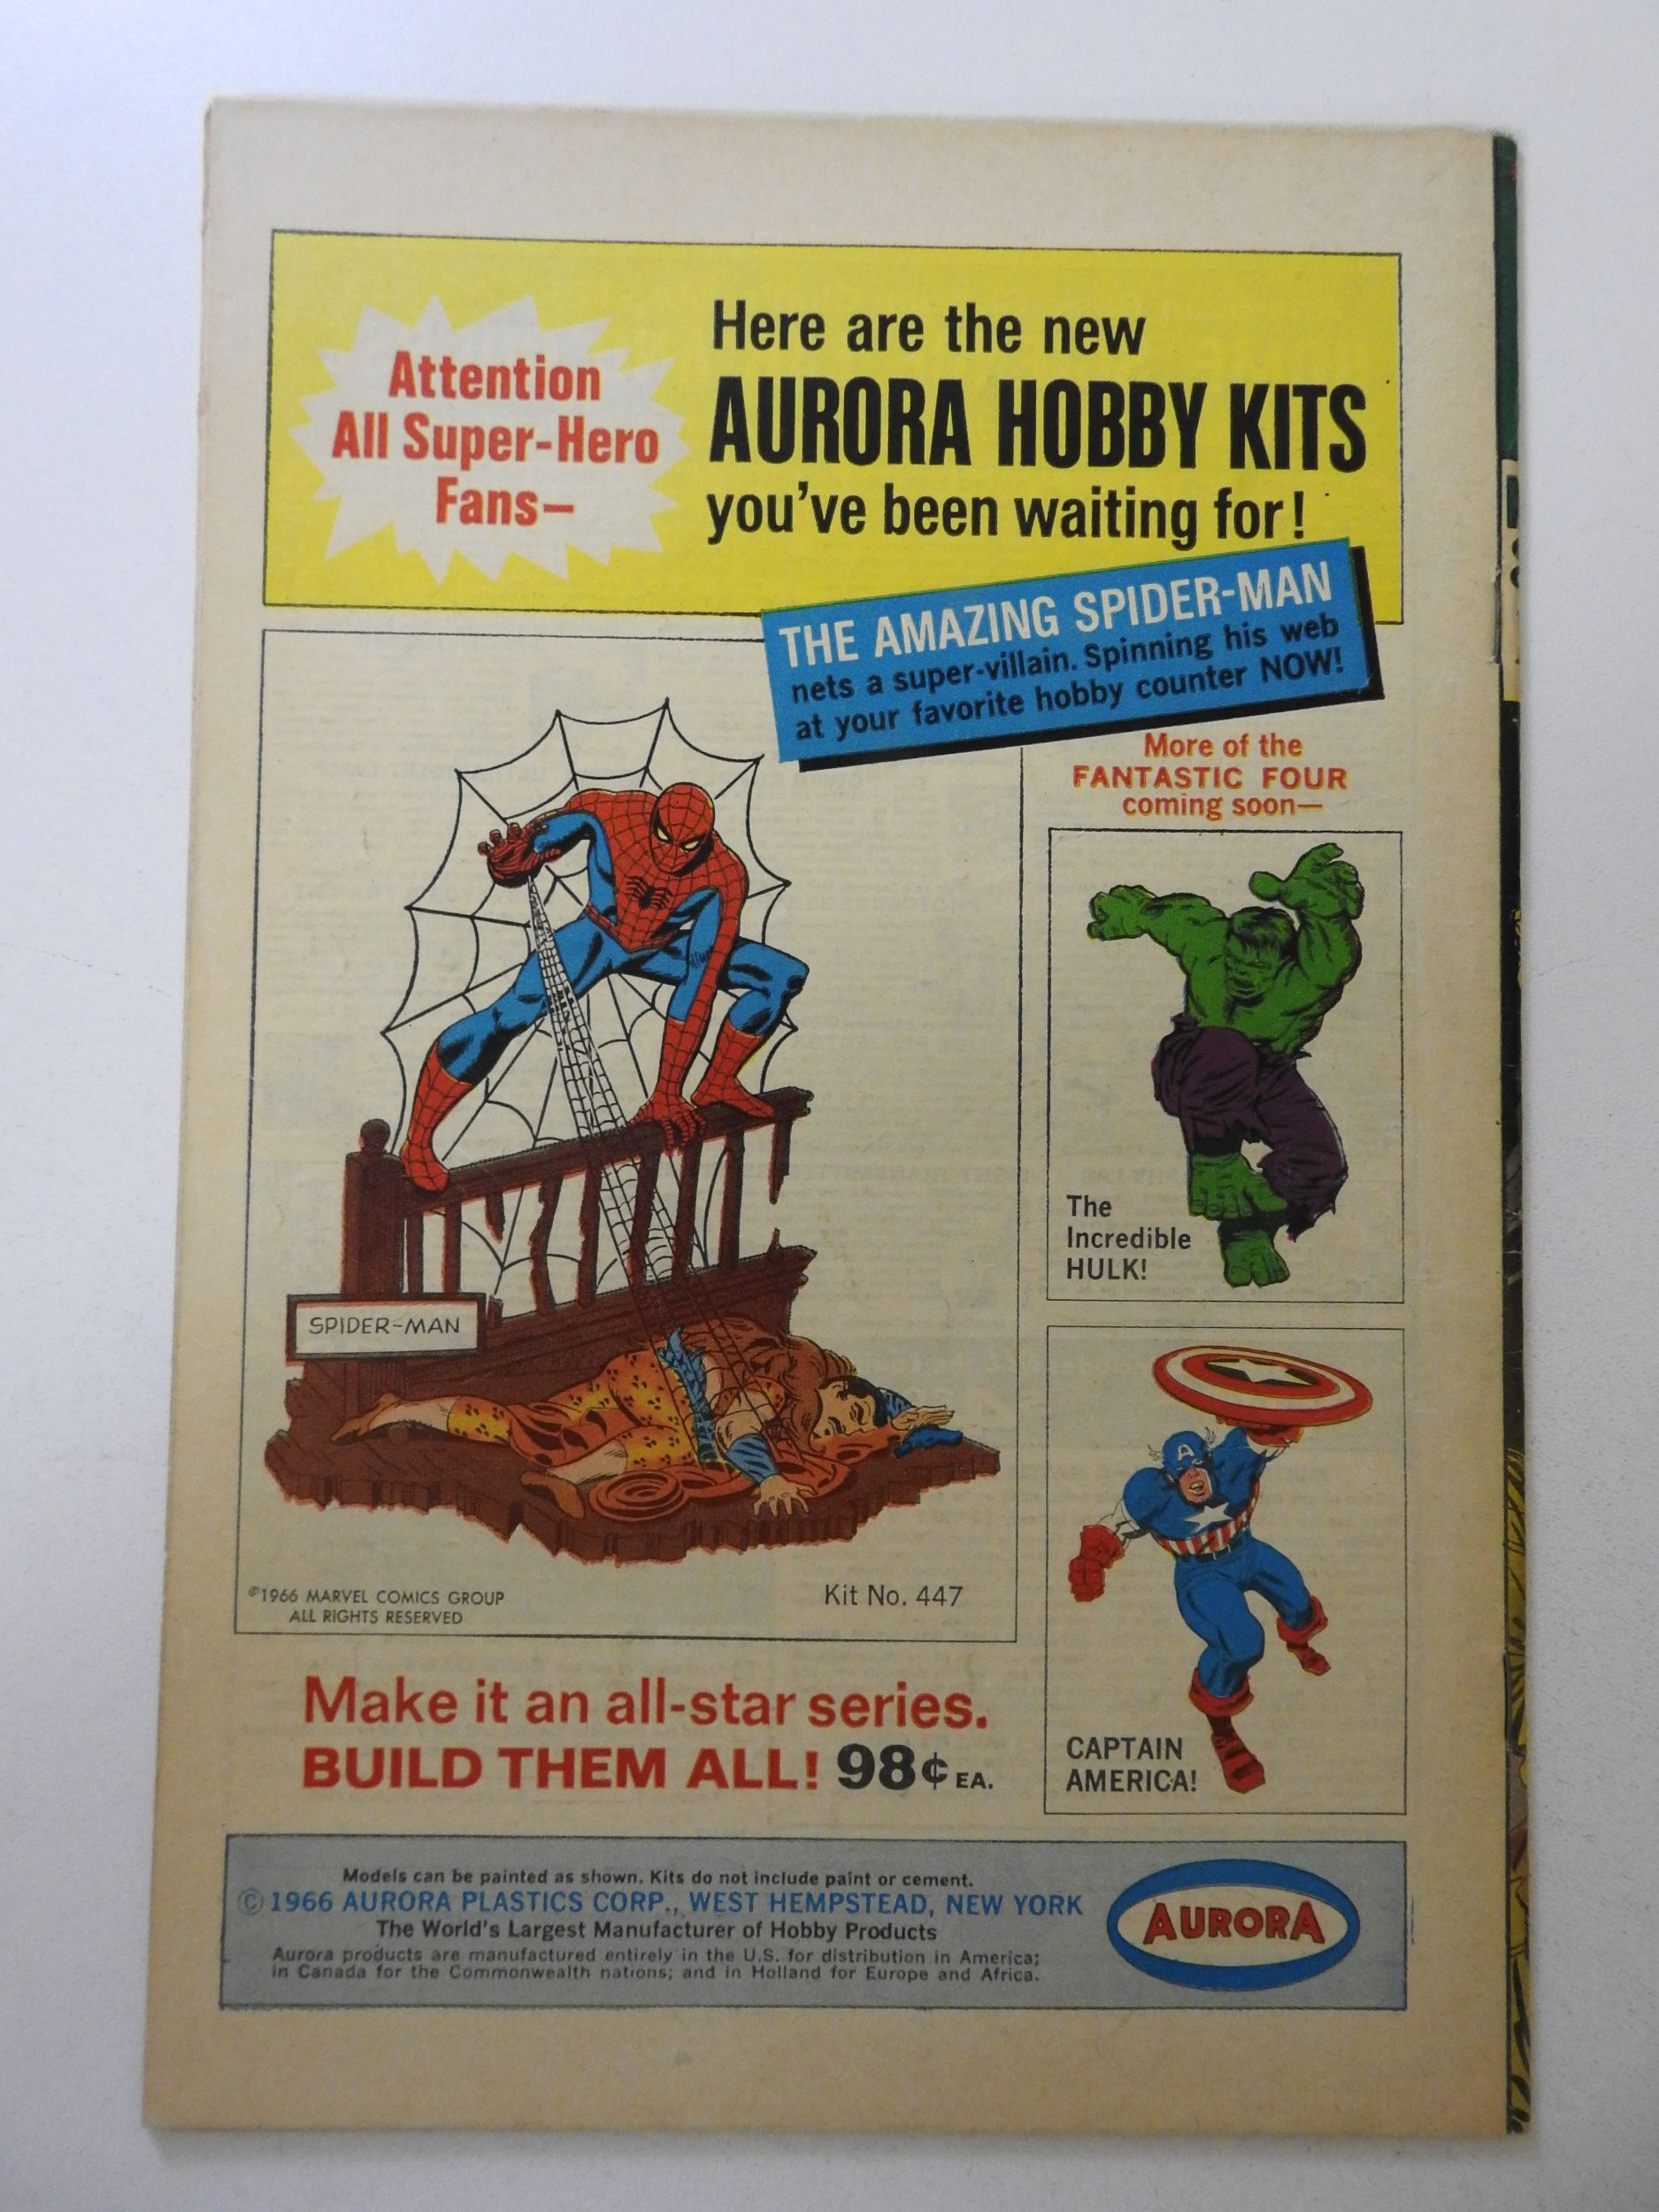 Attention
All Super-Hero
Fans—
Here are the new
AURORA HOBBY KITS
you've been waiting for!
THE AMAZING SPIDER-MAN
nets a super-villain. Spinning his web
at your favorite hobby counter NOW!
More of the
FANTASTIC FOUR
coming soon—
The
Incredible
HULK!
SPIDER-MAN
A
©1966 MARVEL COMICS GROUP
ALL RIGHTS RESERVED
Kit No. 447
CAPTAIN
AMERICA!
Make it an all-star series.
BUILD THEM ALL! 98¢ EA.
Models can be painted as shown. Kits do not include paint or cement.
© 1966 AURORA PLASTICS CORP., WEST HEMPSTEAD, NEW YORK
The World's Largest Manufacturer of Hobby Products
Aurora products are manufactured entirely in the U.S. for distribution in America;
in Canada for the Commonwealth nations; and in Holland for Europe and Africa.
AURORA